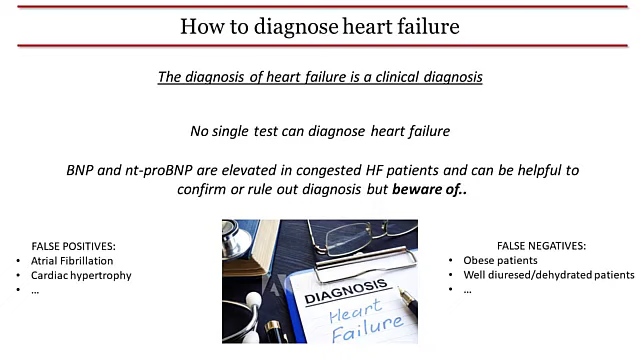 How to diagnose heart failure
The diagnosis of heart failure is a clinical diagnosis
No single test can diagnose heart failure
BNP and nt-proBNP are elevated in congested HF patients and can be helpful to
confirm or rule out diagnosis but beware of..
FALSE POSITIVES:
• Atrial Fibrillation
• Cardiac hypertrophy
• ...
DIAGNOSIS
Heart
Failure
FALSE NEGATIVES:
• Obese patients
• Well diuresed/dehydrated patients
• ...